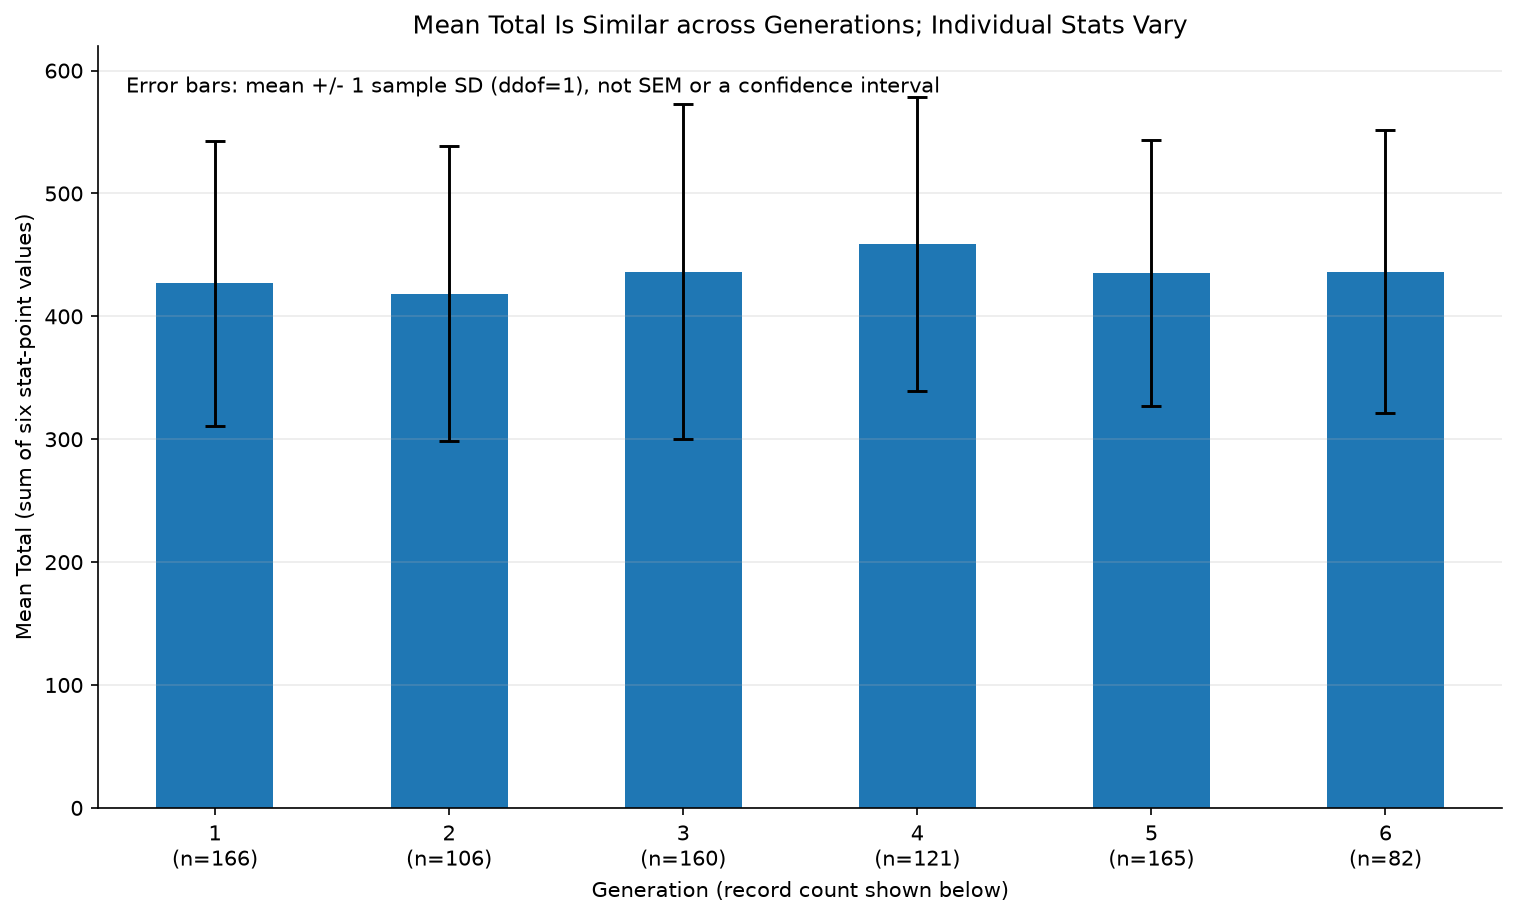 Mean Total Is Similar across Generations; Individual Stats Vary
Error bars: mean +/- 1 sample SD (ddof=1), not SEM or a confidence interval
Mean Total (sum of six stat-point values)
600
500
400
300
200
100
0
1
(n=166)
2
(n=106)
3
(n=160)
4
(n=121)
5
(n=165)
6
(n=82)
Generation (record count shown below)